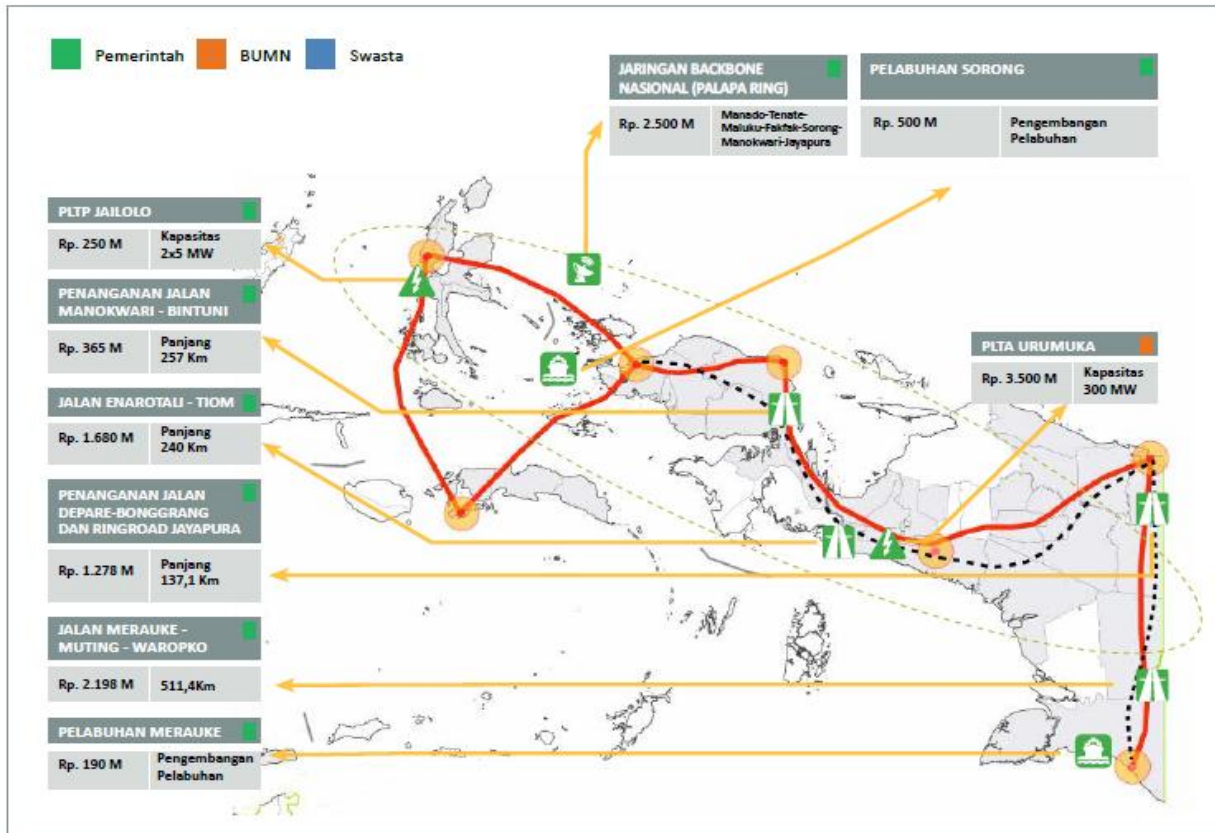 Pemerintah BUMN Swasta
JARINGAN BACKBONE
NASIONAL (PALAPA RING)
Rp. 2.500 M
Manado-Tenate-
Maluku-Fakfak-Sorong-
Manokwari-Jayapura
PELABUHAN SORONG
Rp. 500 M
Pengembangan
Pelabuhan
PLTP JAILOLO
Rp. 250 M
Kapasitas
2x5 MW
PENANGANAN JALAN
MANOKWARI - BINTUNI
Rp. 365 M
Panjang
257 Km
JALAN ENAROTALI - TIOM
Rp. 1.680 M
Panjang
240 Km
PENANGANAN JALAN
DEPARE-BONGGRANG
DAN RINGROAD JAYAPURA
Rp. 1.278 M
Panjang
137,1 Km
JALAN MERAUKE -
MUTING - WAROPKO
Rp. 2.198 M
511,4Km
PELABUHAN MERAUKE
Rp. 190 M
Pengembangan
Pelabuhan
PLTA URUMUKA
Rp. 3.500 M
Kapasitas
300 MW